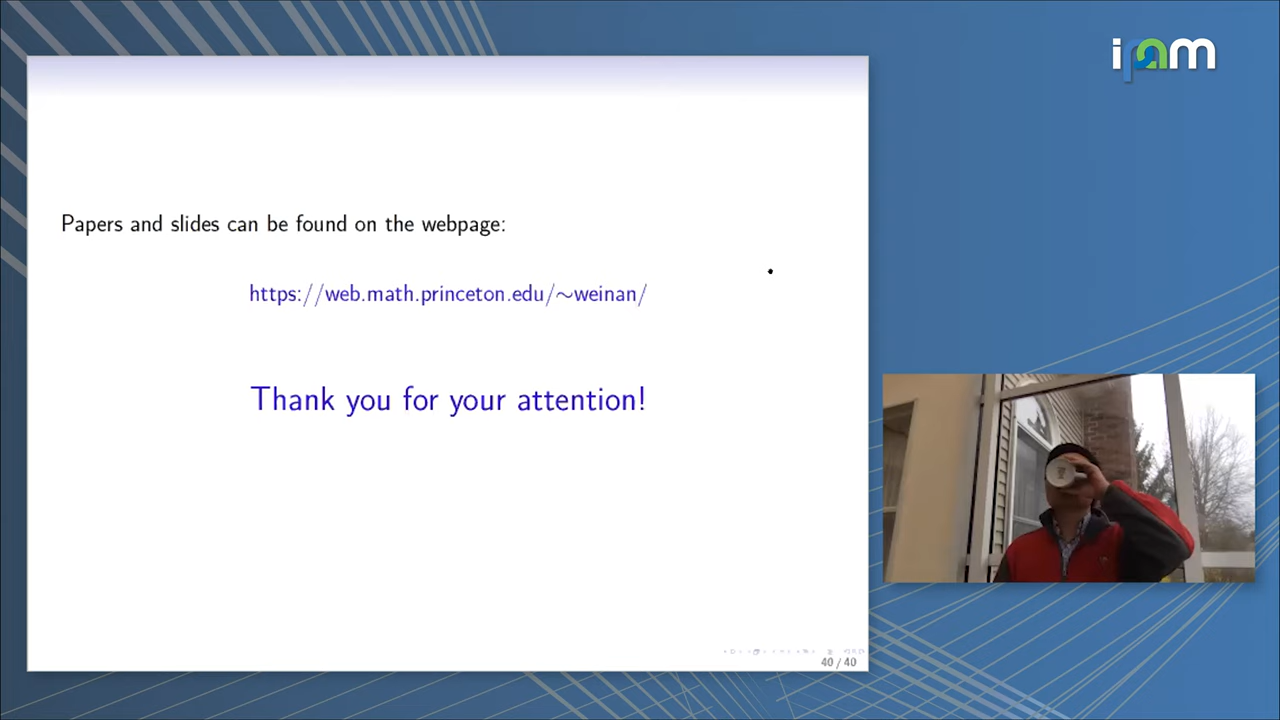 ipam
Papers and slides can be found on the webpage:
https://web.math.princeton.edu/∼weinan/
Thank you for your attention!
40 / 40